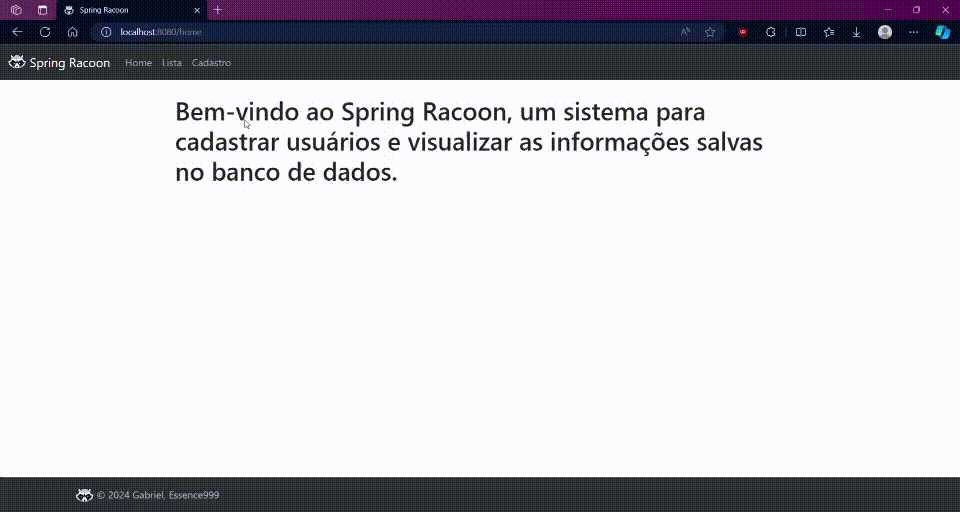 Spring Racoon
localhost:8080/home
Spring Racoon Home Lista Cadastro
Bem-vindo ao Spring Racoon, um sistema para
cadastrar usuários e visualizar as informações salvas
no banco de dados.
© 2024 Gabriel, Essence999